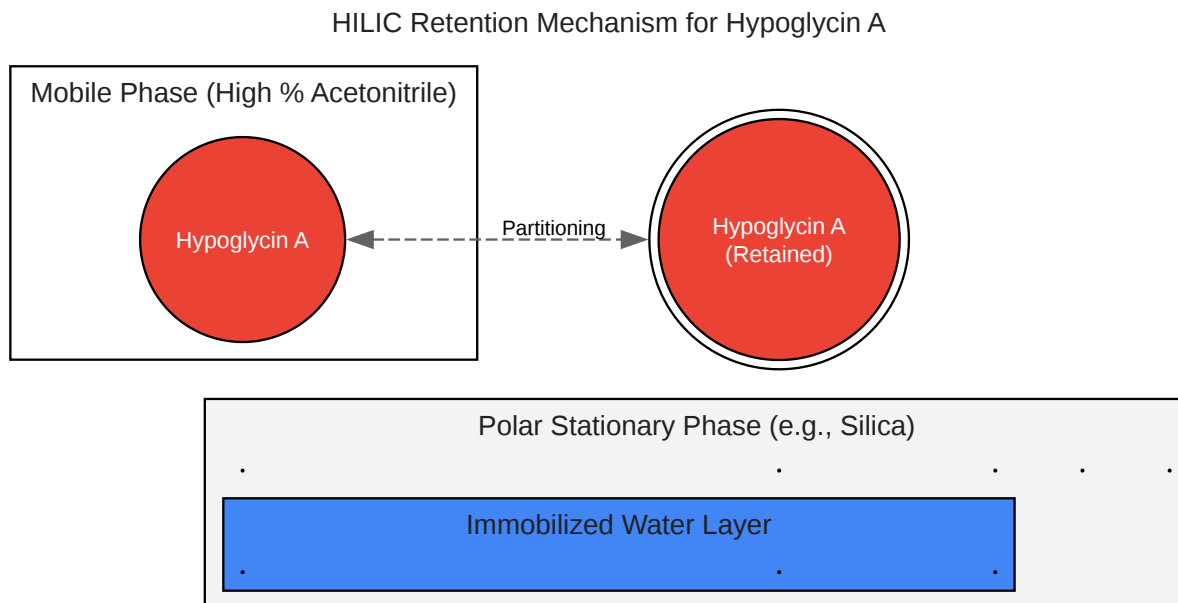 HILIC Retention Mechanism for Hypoglycin A
Mobile Phase (High % Acetonitrile)
Hypoglycin A
Partitioning
Hypoglycin A
(Retained)
Polar Stationary Phase (e.g., Silica)
Immobilized Water Layer